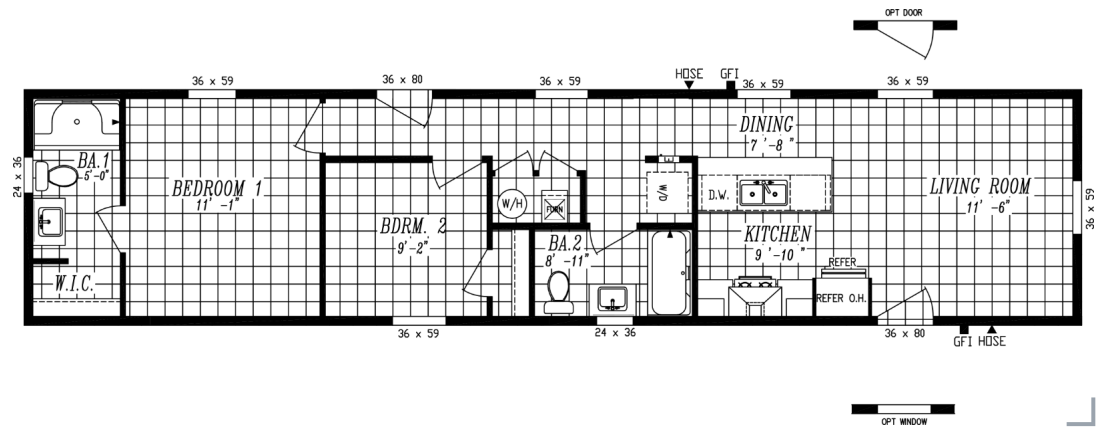 OPT DOOR
36 x 59
36 x 80
36 x 59
HOSE
GFI
36 x 59
36 x 59
24 x 36
BA.1
5'-0"
BEDROOM 1
11' -1"
W.I.C.
BDRM. 2
9'-2"
W/H
FURN
BA.2
8' -11"
W/D
DINING
7' -8"
D.W.
KITCHEN
9' -10"
REFER
REFER O.H.
LIVING ROOM
11' -6"
36 x 59
36 x 59
24 x 36
36 x 80
GFI HOSE
OPT WINDOW